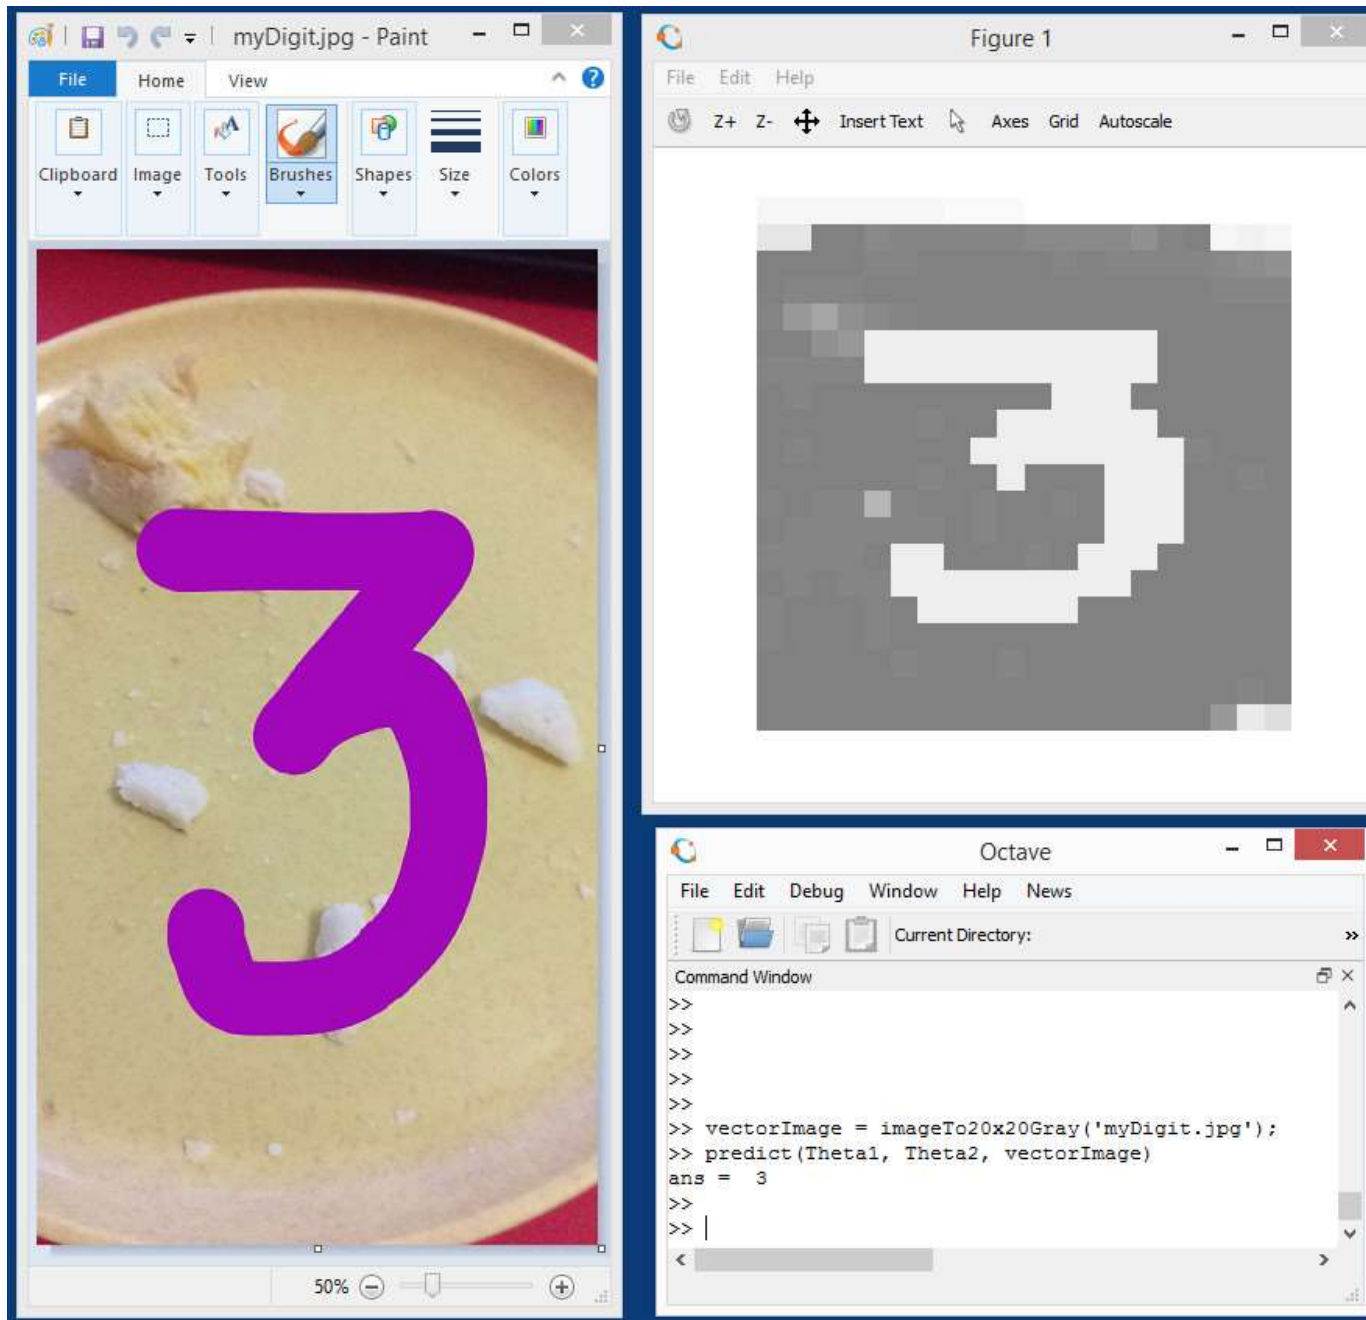 myDigit.jpg - Paint
File Home View
Clipboard Image Tools Brushes Shapes Size Colors
3
50%
Figure 1
File Edit Help
Z+ Z- Insert Text Axes Grid Autoscale
3
Octave
File Edit Debug Window Help News
Current Directory:
Command Window
>>
>>
>>
>>
>>
>> vectorImage = imageTo20x20Gray('myDigit.jpg');
>> predict(Theta1, Theta2, vectorImage)
ans = 3
>>
>>